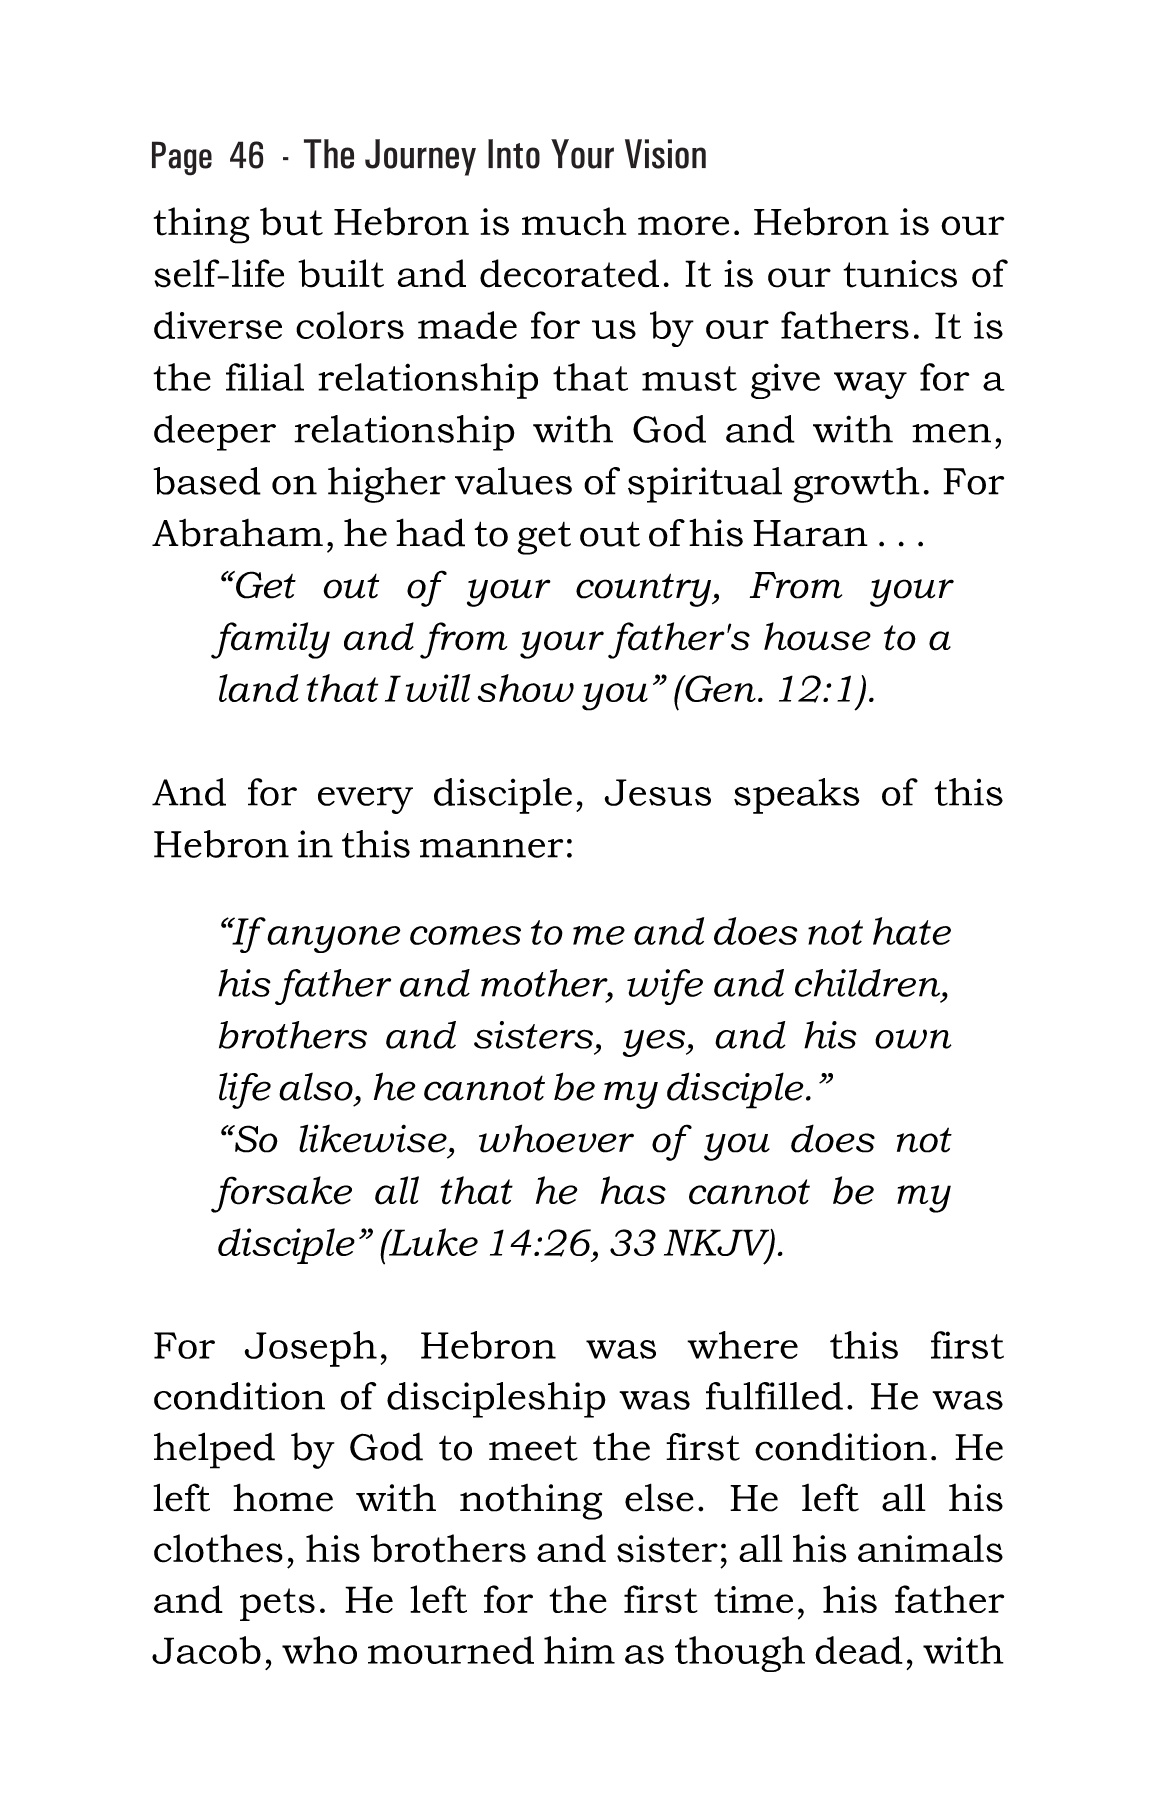 Page 46 - The Journey Into Your Vision
thing but Hebron is much more. Hebron is our
self-life built and decorated. It is our tunics of
diverse colors made for us by our fathers. It is
the filial relationship that must give way for a
deeper relationship with God and with men,
based on higher values of spiritual growth. For
Abraham, he had to get out of his Haran . . .
“Get out of your country, From your
family and from your father's house to a
land that I will show you” (Gen. 12:1).
And for every disciple, Jesus speaks of this
Hebron in this manner:
“If anyone comes to me and does not hate
his father and mother, wife and children,
brothers and sisters, yes, and his own
life also, he cannot be my disciple.”
“So likewise, whoever of you does not
forsake all that he has cannot be my
disciple” (Luke 14:26, 33 NKJV).
For Joseph, Hebron was where this first
condition of discipleship was fulfilled. He was
helped by God to meet the first condition. He
left home with nothing else. He left all his
clothes, his brothers and sister; all his animals
and pets. He left for the first time, his father
Jacob, who mourned him as though dead, with